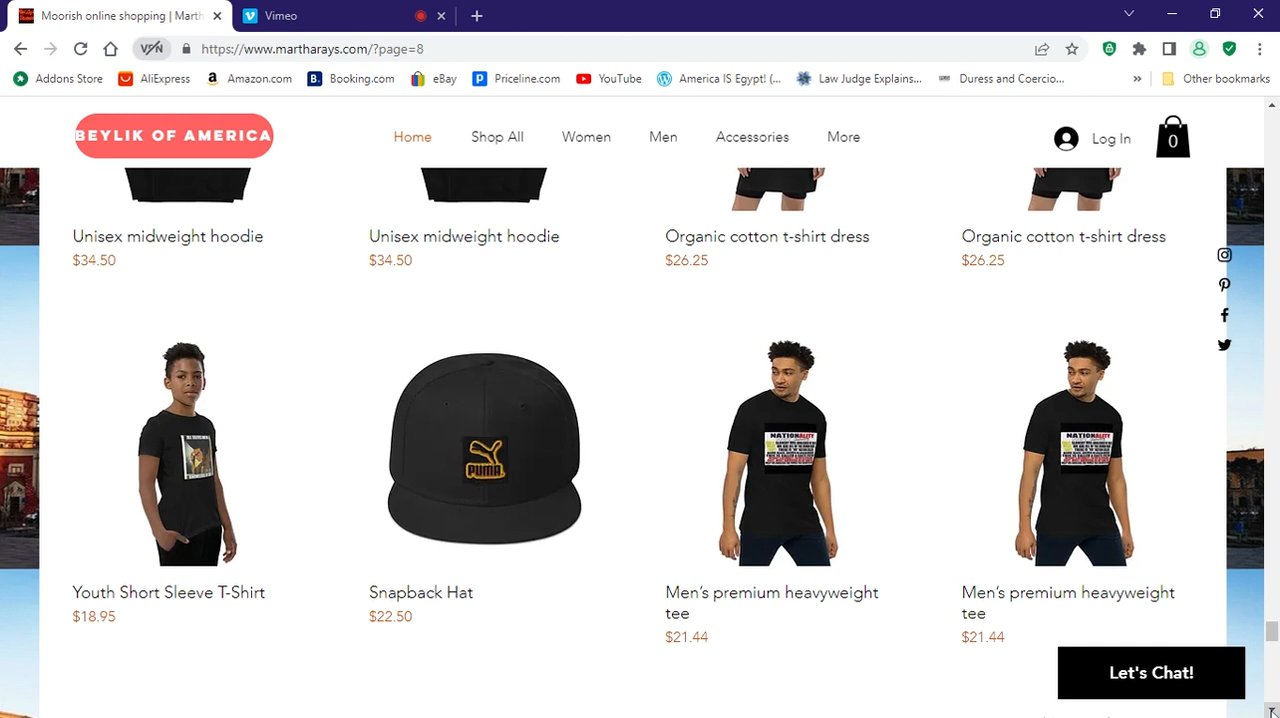 Moorish online shopping | Marth
Vimeo
VPN
https://www.martharays.com/?page=8
Addons Store
AliExpress
Amazon.com
Booking.com
eBay
Priceline.com
YouTube
America IS Egypt! (...
Law Judge Explains...
Duress and Coercio...
»
Other bookmarks
BEYLIK OF AMERICA
Home
Shop All
Women
Men
Accessories
More
Log In
0
Unisex midweight hoodie
$34.50
Unisex midweight hoodie
$34.50
Organic cotton t-shirt dress
$26.25
Organic cotton t-shirt dress
$26.25
PUMA
NATIONALITY
NATIONALITY
Youth Short Sleeve T-Shirt
$18.95
Snapback Hat
$22.50
Men's premium heavyweight
tee
$21.44
Men's premium heavyweight
tee
$21.44
Let's Chat!